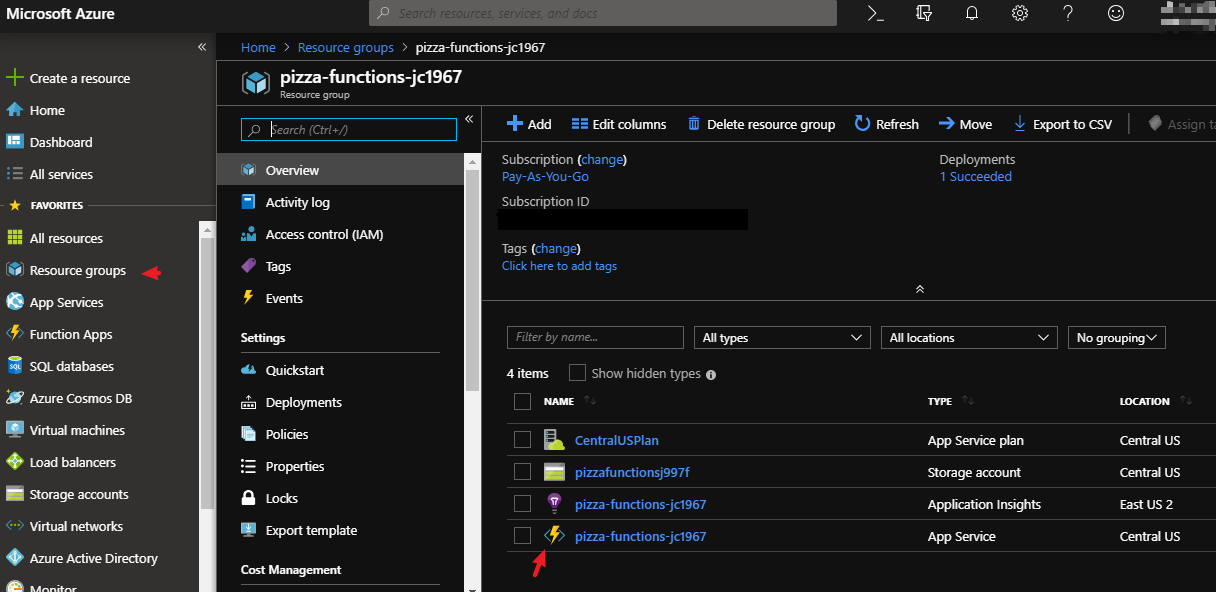 Microsoft Azure
Search resources, services, and docs
Create a resource
Home
Dashboard
All services
FAVORITES
All resources
Resource groups
App Services
Function Apps
SQL databases
Azure Cosmos DB
Virtual machines
Load balancers
Storage accounts
Virtual networks
Azure Active Directory
Monitor
Home > Resource groups > pizza-functions-jc1967
pizza-functions-jc1967
Resource group
Search (Ctrl+/)
Overview
Activity log
Access control (IAM)
Tags
Events
Settings
Quickstart
Deployments
Policies
Properties
Locks
Export template
Cost Management
Add Edit columns Delete resource group Refresh Move Export to CSV Assign ta
Subscription (change)
Pay-As-You-Go
Subscription ID
Tags (change)
Click here to add tags
Deployments
1 Succeeded
Filter by name... All types All locations No grouping
4 items Show hidden types
NAME TYPE LOCATION
CentralUSPlan App Service plan Central US
pizzafunctionsj997f Storage account Central US
pizza-functions-jc1967 Application Insights East US 2
pizza-functions-jc1967 App Service Central US